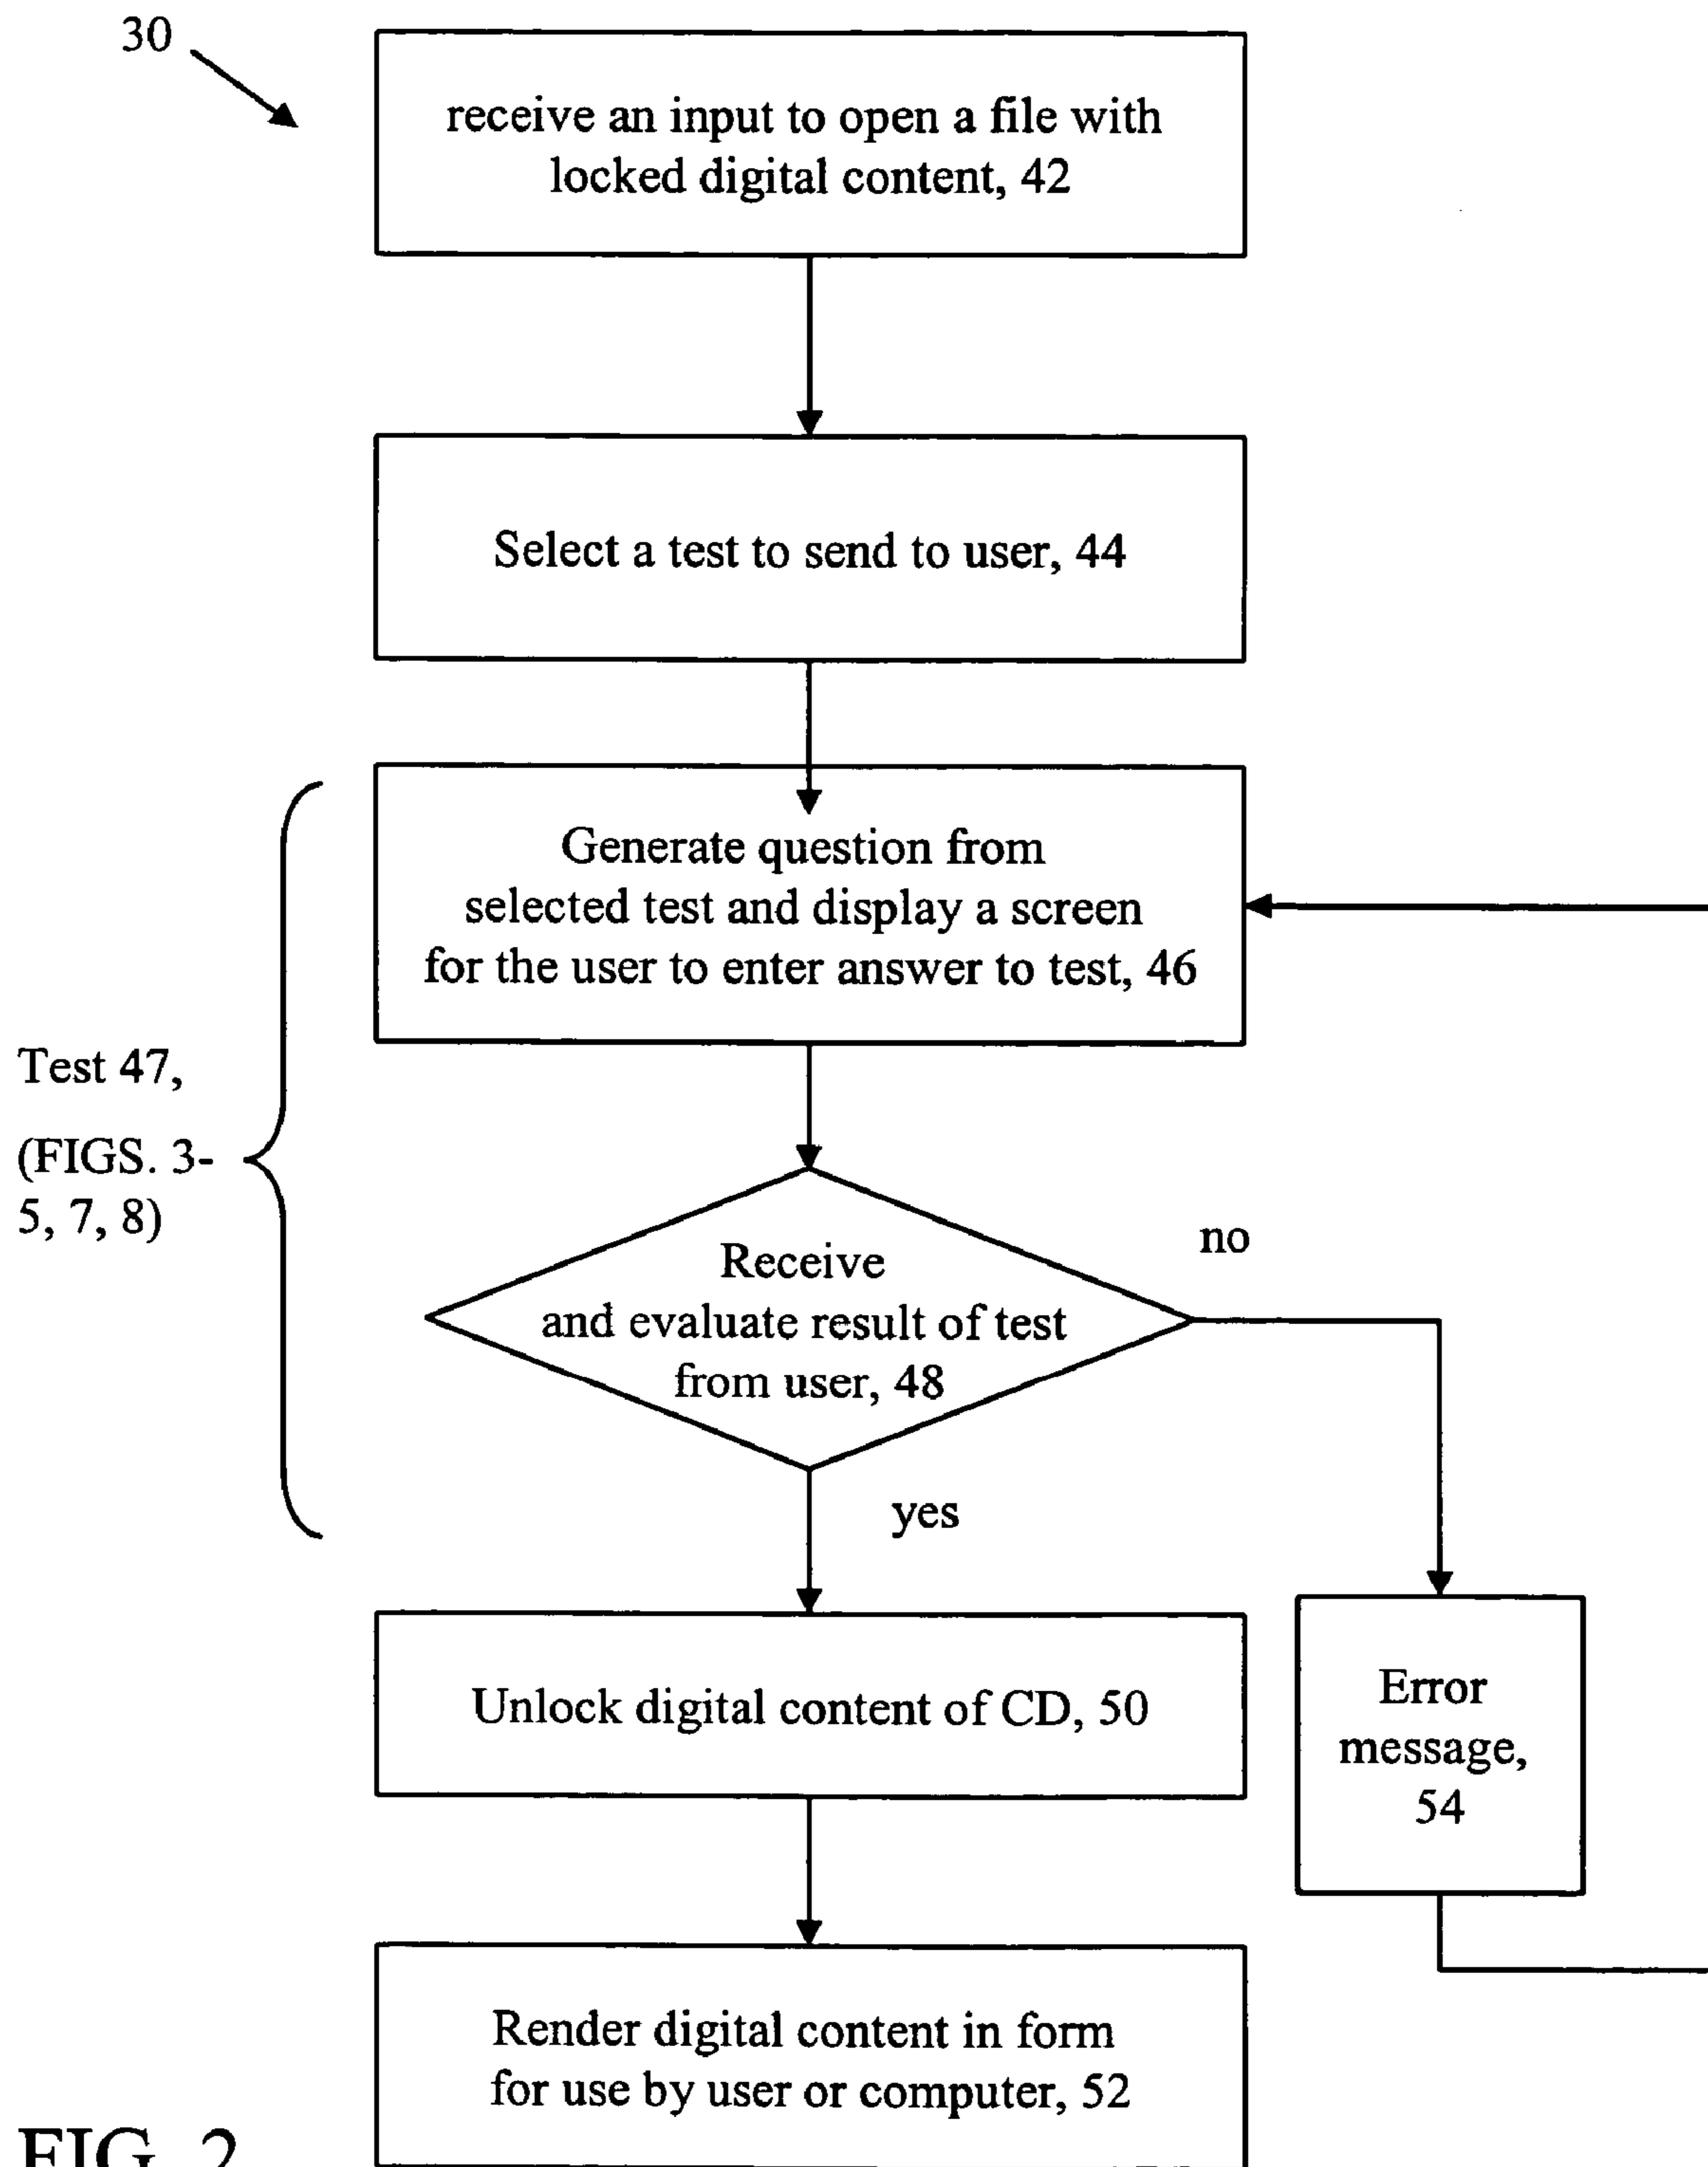 30
receive an input to open a file with
locked digital content, 42
Select a test to send to user, 44
Generate question from
selected test and display a screen
for the user to enter answer to test, 46
Test 47,
(FIGS. 3-
5, 7, 8)
no
Receive
and evaluate result of test
from user, 48
yes
Unlock digital content of CD, 50
Error
message,
54
Render digital content in form
for use by user or computer, 52
FIG. 2